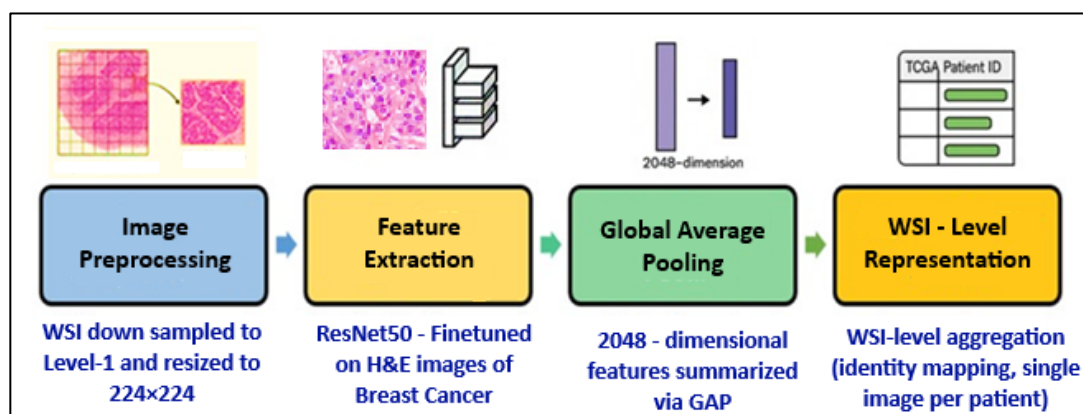 TCGA Patient ID
2048-dimension
Image
Preprocessing
Feature
Extraction
Global Average
Pooling
WSI - Level
Representation
WSI down sampled to
Level-1 and resized to
224×224
ResNet50 - Finetuned
on H&E images of
Breast Cancer
2048 - dimensional
features summarized
via GAP
WSI-level aggregation
(identity mapping, single
image per patient)